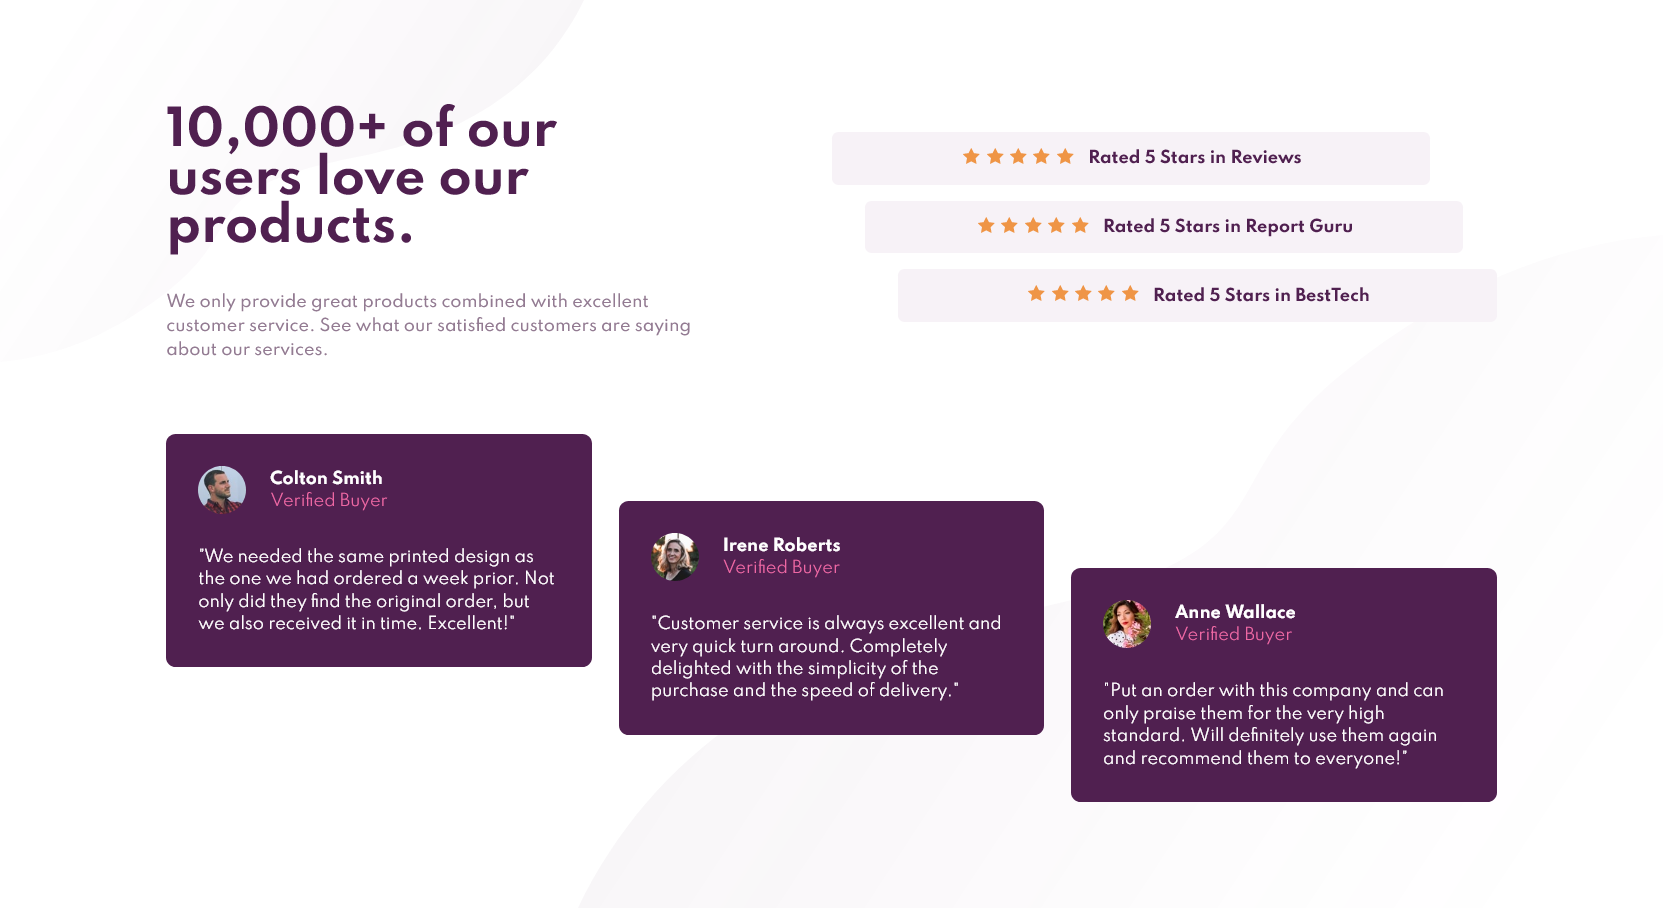 10,000+ of our
users love our
products.
We only provide great products combined with excellent
customer service. See what our satisfied customers are saying
about our services.
Rated 5 Stars in Reviews
Rated 5 Stars in Report Guru
Rated 5 Stars in BestTech
Colton Smith
Verified Buyer
"We needed the same printed design as
the one we had ordered a week prior. Not
only did they find the original order, but
we also received it in time. Excellent!"
Irene Roberts
Verified Buyer
"Customer service is always excellent and
very quick turn around. Completely
delighted with the simplicity of the
purchase and the speed of delivery."
Anne Wallace
Verified Buyer
"Put an order with this company and can
only praise them for the very high
standard. Will definitely use them again
and recommend them to everyone!"